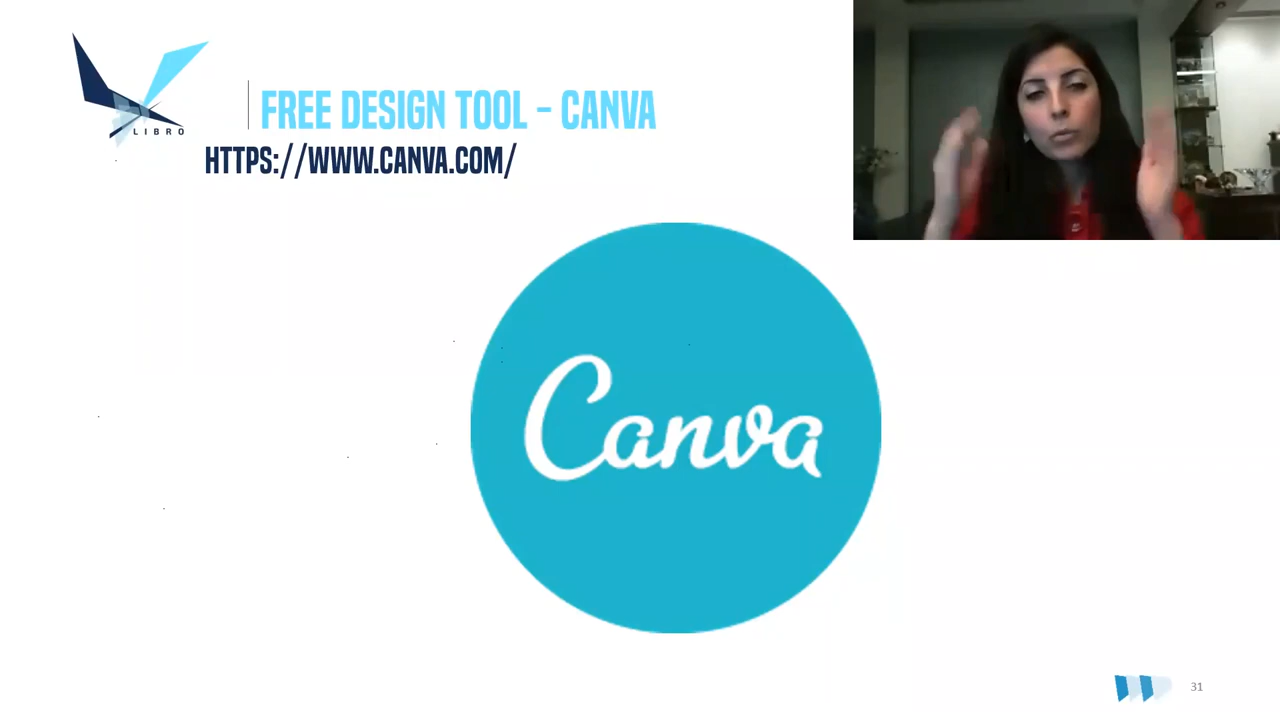 LIBRO
FREE DESIGN TOOL - CANVA
HTTPS://WWW.CANVA.COM/
Canva
31